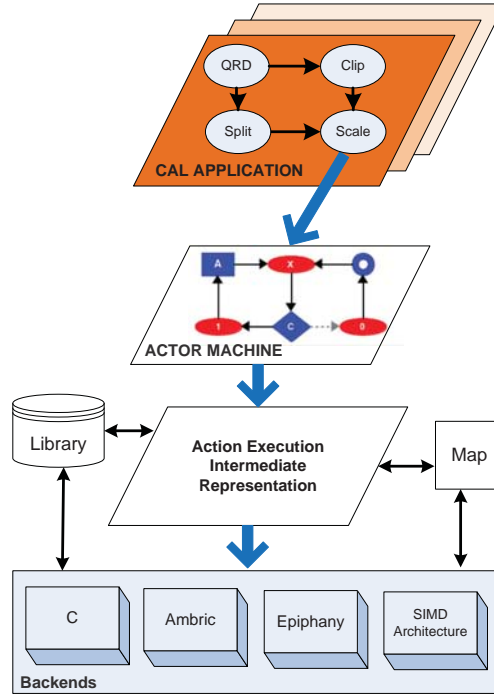 QRD
Clip
Split
Scale
CAL APPLICATION
A
X
1
C
0
ACTOR MACHINE
Library
Action Execution
Intermediate
Representation
Map
C
Ambric
Epiphany
SIMD
Architecture
Backends